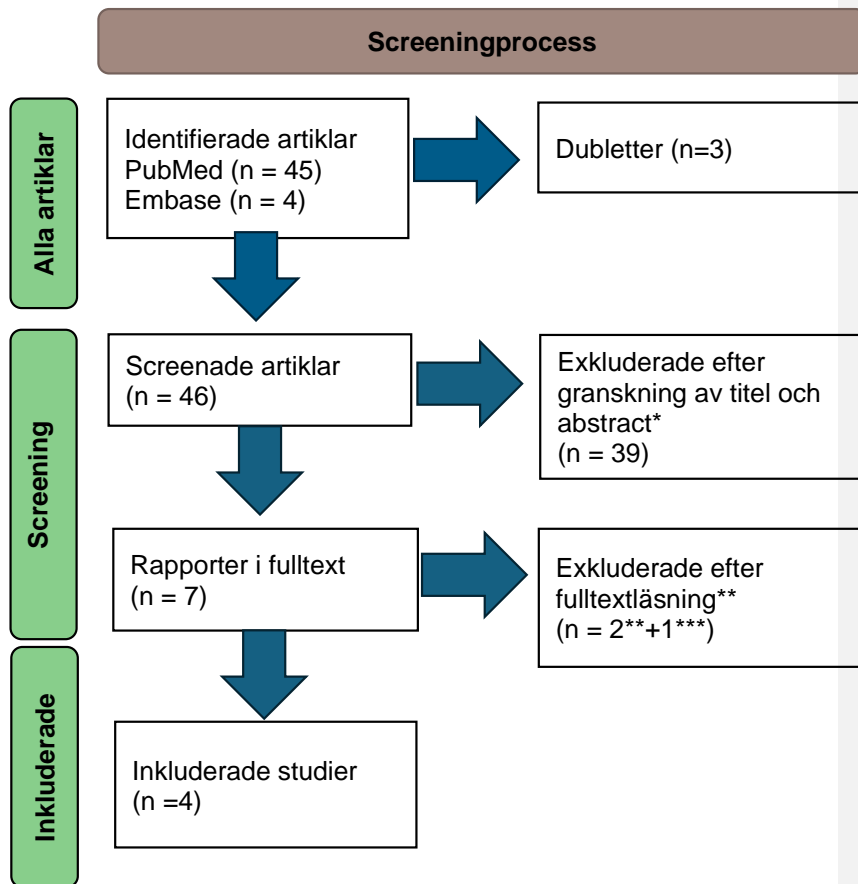 Screeningprocess
Alla artiklar
Identifierade artiklar
PubMed (n = 45)
Embase (n = 4)
Dubletter (n=3)
Screening
Screenade artiklar
(n = 46)
Exkluderade efter
granskning av titel och
abstract*
(n = 39)
Rapporter i fulltext
(n = 7)
Exkluderade efter
fulltextläsning**
(n = 2**+1***)
Inkluderade
Inkluderade studier
(n =4)